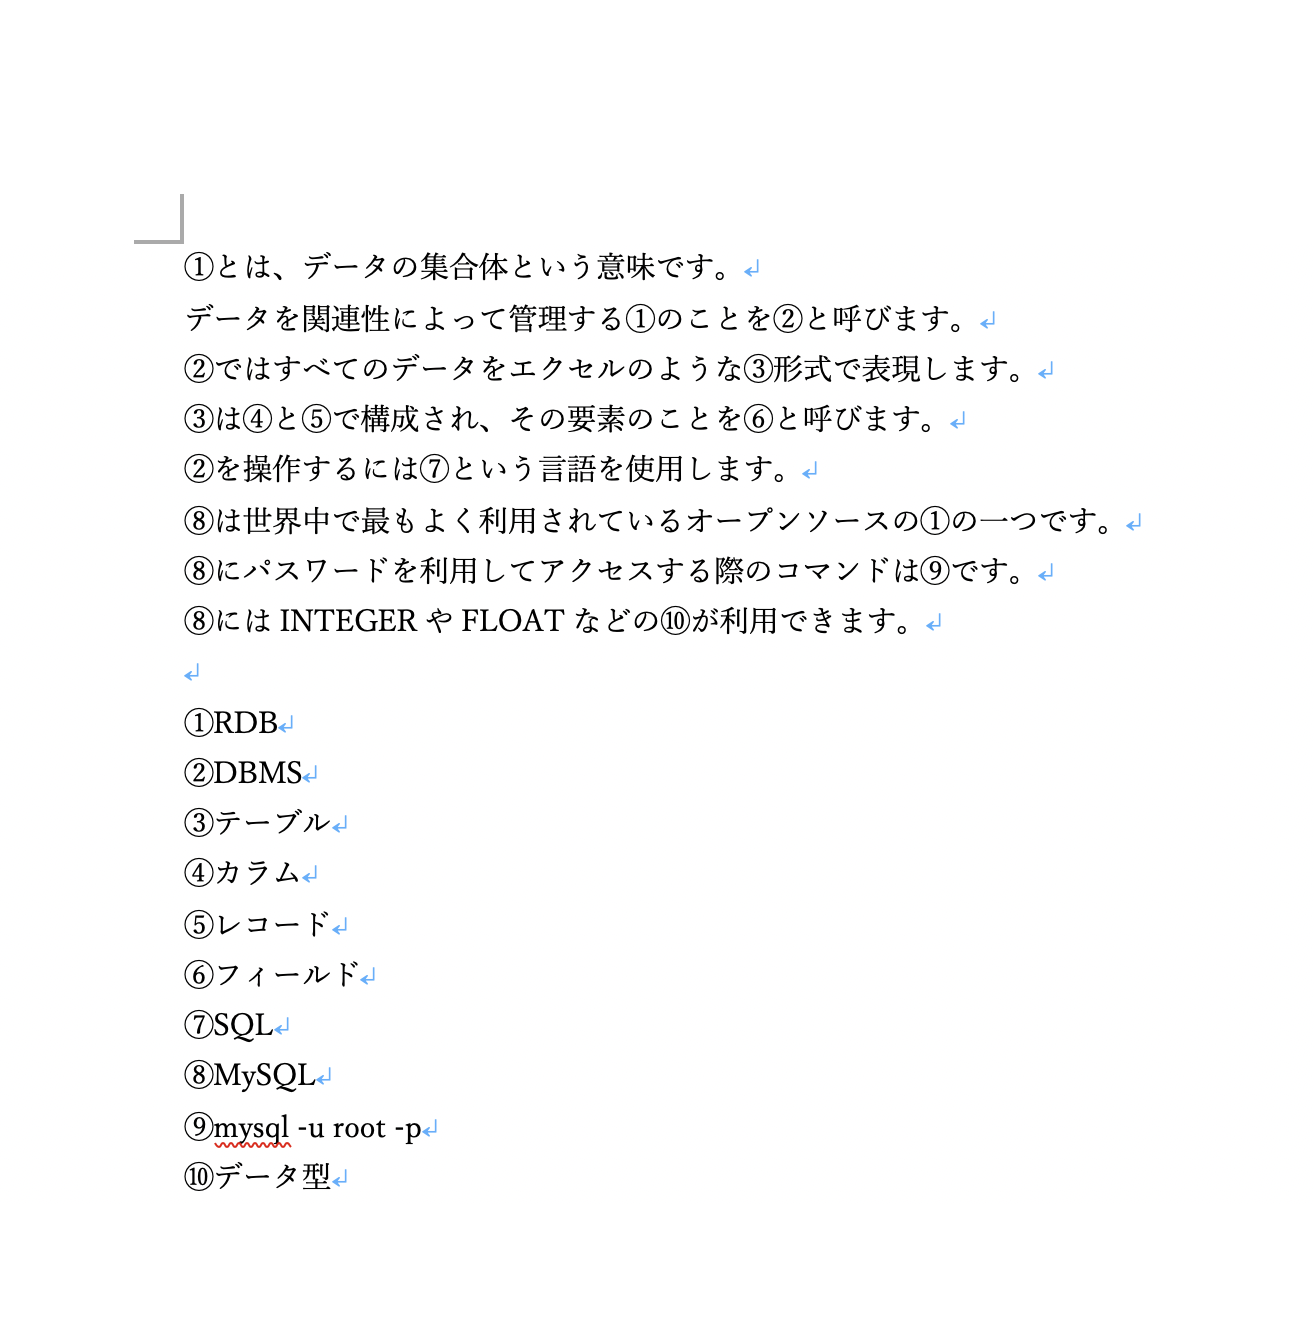 ①とは、データの集合体という意味です。
データを関連性によって管理する①のことを②と呼びます。
②ではすべてのデータをエクセルのような③形式で表現します。
③は④と⑤で構成され、その要素のことを⑥と呼びます。
②を操作するには⑦という言語を使用します。
⑧は世界中で最もよく利用されているオープンソースの①の一つです。
⑧にパスワードを利用してアクセスする際のコマンドは⑨です。
⑧には INTEGER や FLOAT などの⑩が利用できます。
①RDB
②DBMS
③テーブル
④カラム
⑤レコード
⑥フィールド
⑦SQL
⑧MySQL
⑨mysql -u root -p
⑩データ型